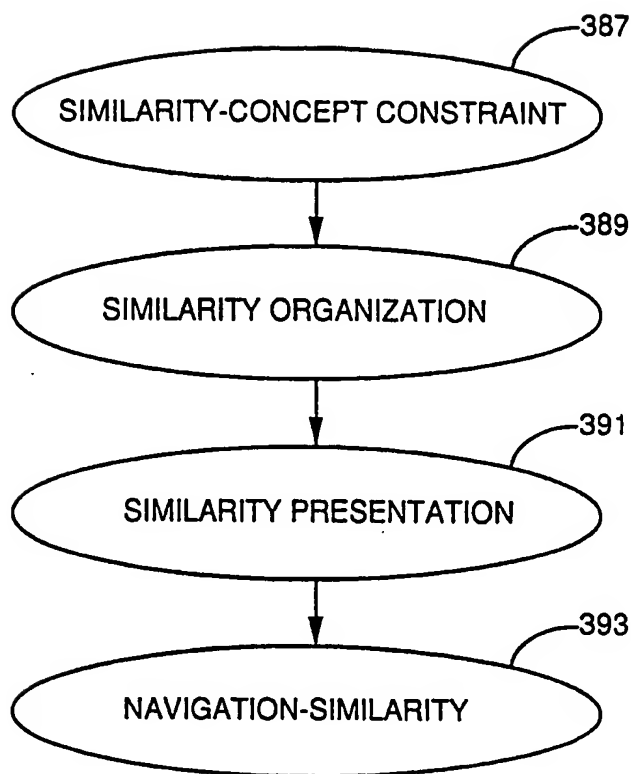 387
SIMILARITY-CONCEPT CONSTRAINT
389
SIMILARITY ORGANIZATION
391
SIMILARITY PRESENTATION
393
NAVIGATION-SIMILARITY